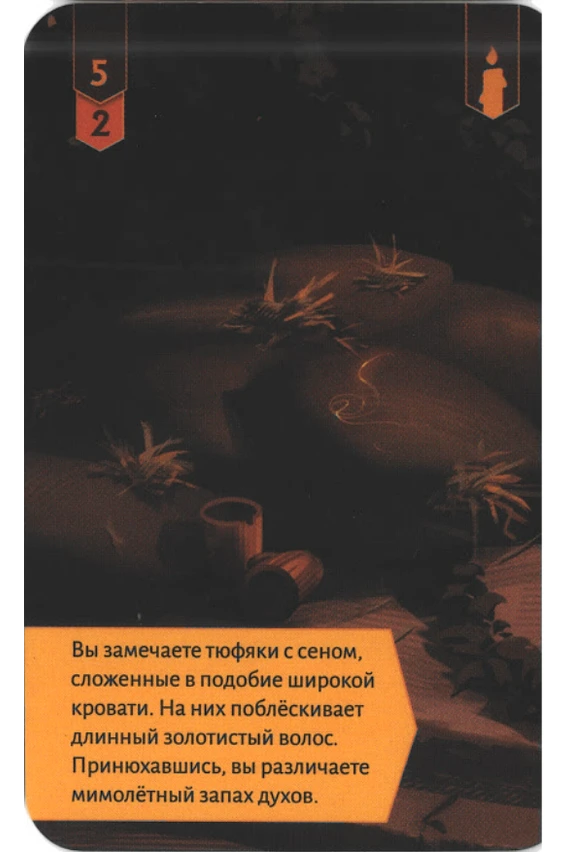 5
2
Вы замечаете тюфяки с сеном,
сложенные в подобие широкой
кровати. На них поблёскивает
длинный золотистый волос.
Принюхавшись, вы различаете
мимолётный запах духов.